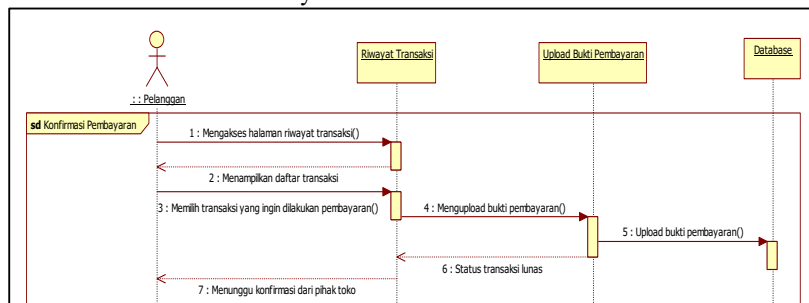 Riwayat Transaksi
Upload Bukti Pembayaran
Database
: : Pelanggan
sd Konfirmasi Pembayaran
1 : Mengakses halaman riwayat transaksi()
2 : Menampilkan daftar transaksi
3 : Memilih transaksi yang ingin dilakukan pembayaran()
4 : Mengupload bukti pembayaran()
5 : Upload bukti pembayaran()
6 : Status transaksi lunas
7 : Menunggu konfirmasi dari pihak toko